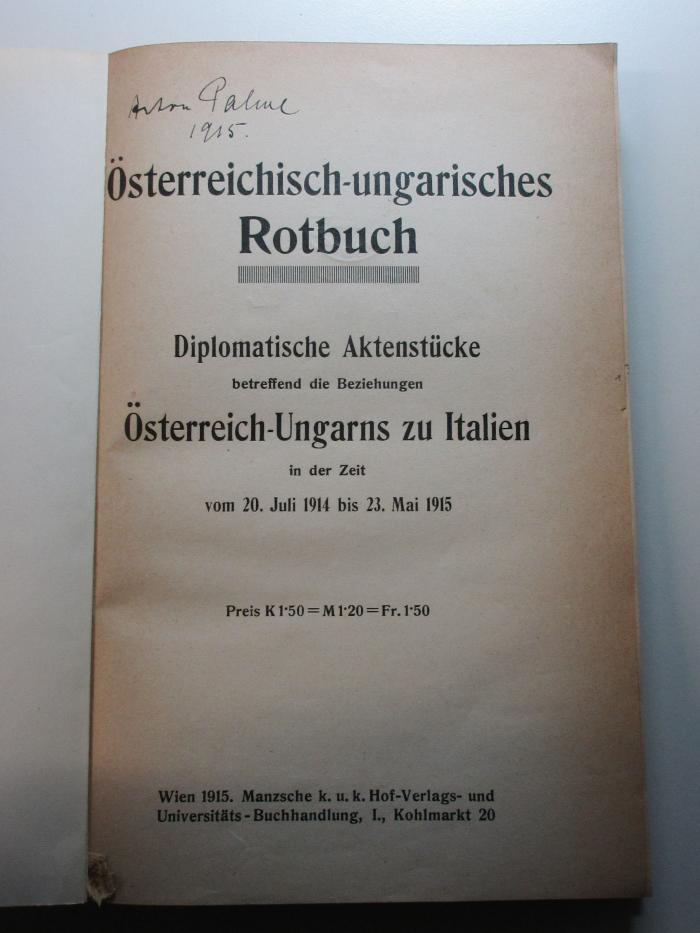 Anton Palme
1915.
Österreichisch-ungarisches
Rotbuch
Diplomatische Aktenstücke
betreffend die Beziehungen
Österreich-Ungarns zu Italien
in der Zeit
vom 20. Juli 1914 bis 23. Mai 1915
Preis K 1·50 = M 1·20 = Fr. 1·50
Wien 1915. Manzsche k. u. k. Hof-Verlags- und
Universitäts-Buchhandlung, I., Kohlmarkt 20